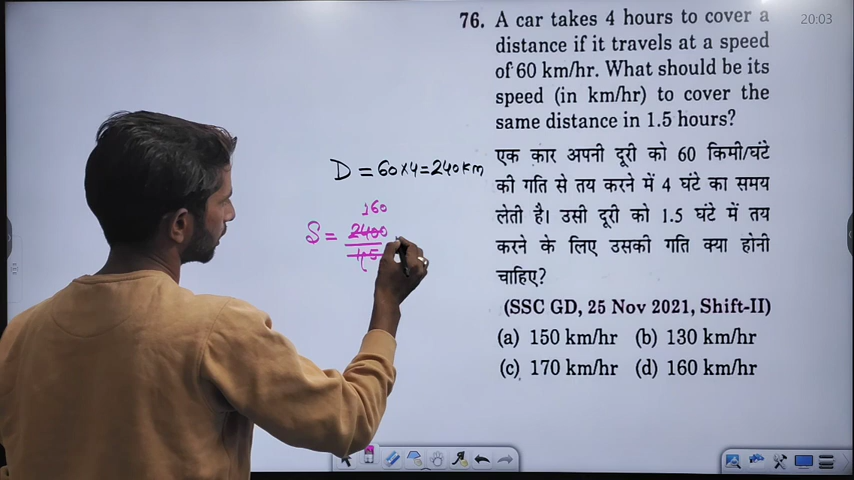 20:03
76. A car takes 4 hours to cover a
distance if it travels at a speed
of 60 km/hr. What should be its
speed (in km/hr) to cover the
same distance in 1.5 hours?
एक कार अपनी दूरी को 60 किमी/घंटे
की गति से तय करने में 4 घंटे का समय
लेती है। उसी दूरी को 1.5 घंटे में तय
करने के लिए उसकी गति क्या होनी
चाहिए?
(SSC GD, 25 Nov 2021, Shift-II)
(a) 150 km/hr (b) 130 km/hr
(c) 170 km/hr (d) 160 km/hr
D = 60×4=240km
160
S = 2400